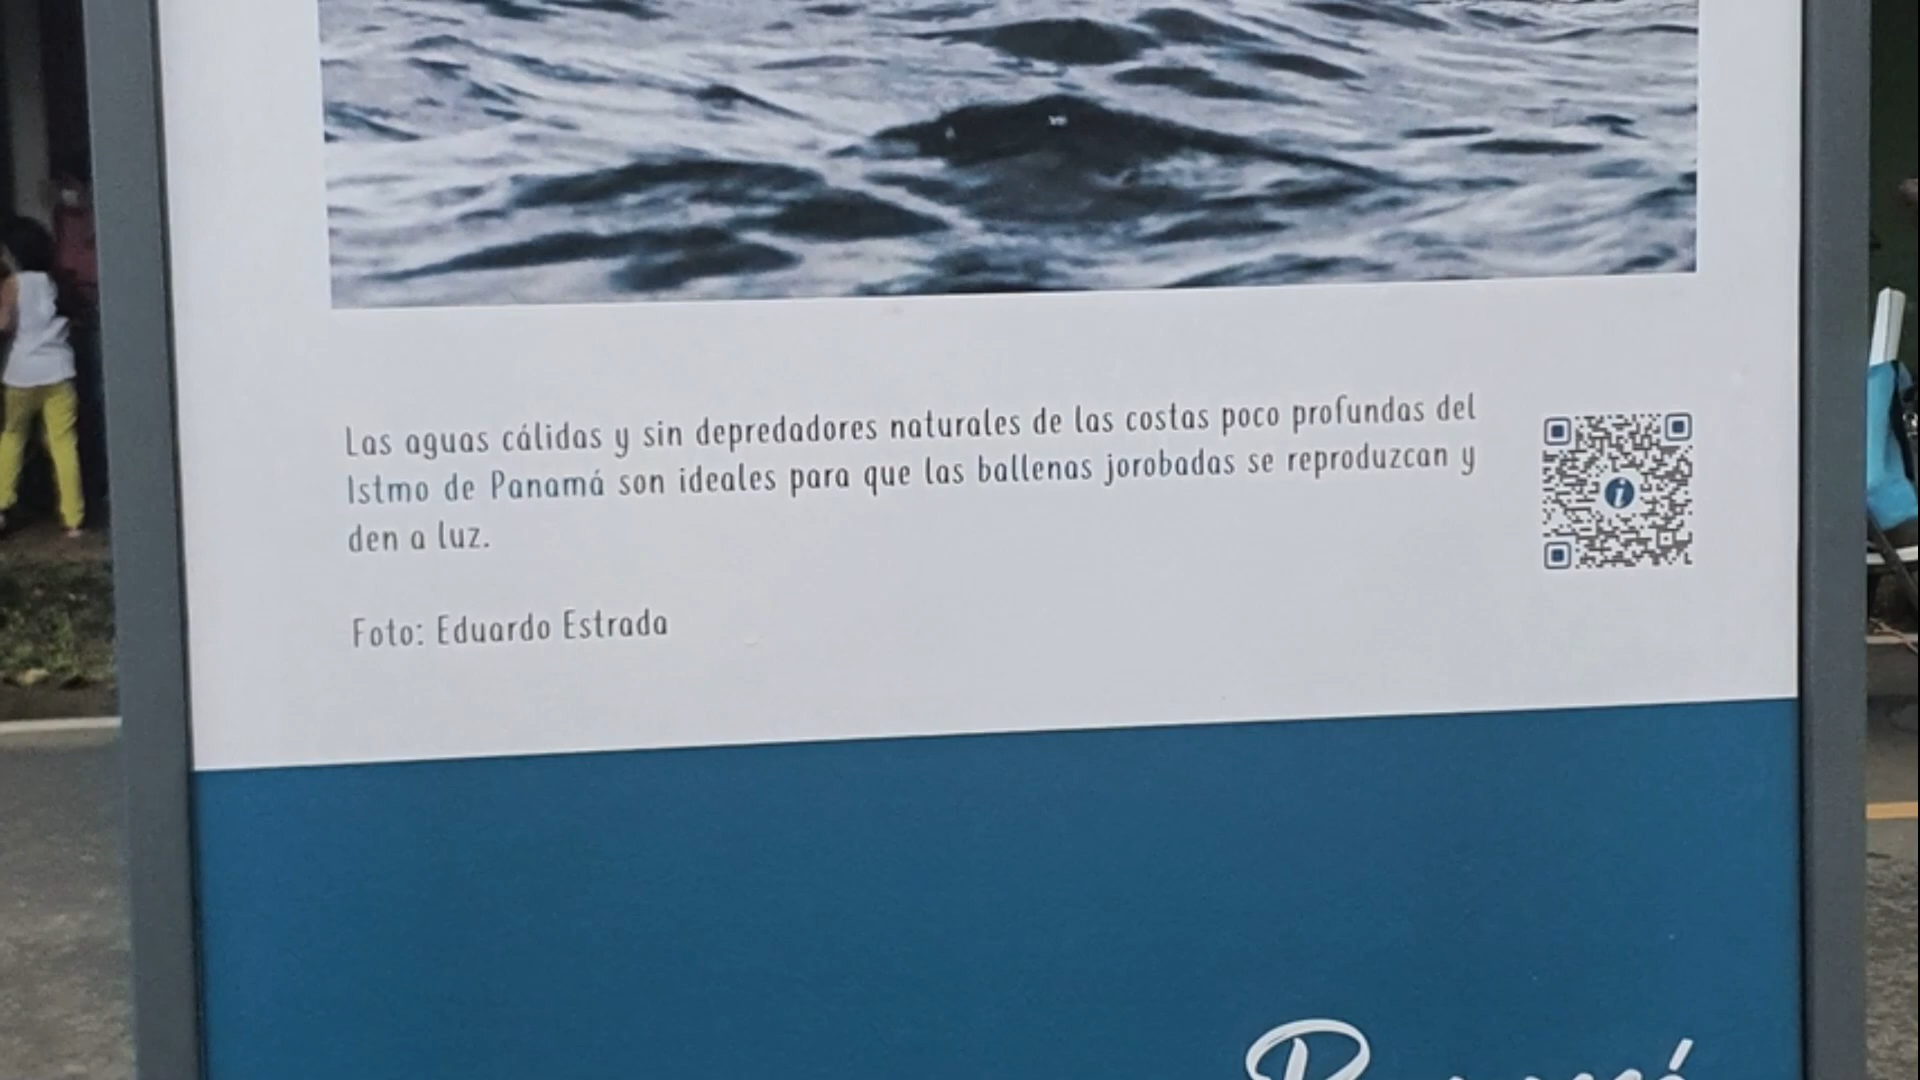 Las aguas cálidas y sin depredadores naturales de las costas poco profundas del
Istmo de Panamá son ideales para que las ballenas jorobadas se reproduzcan y
den a luz.
Foto: Eduardo Estrada